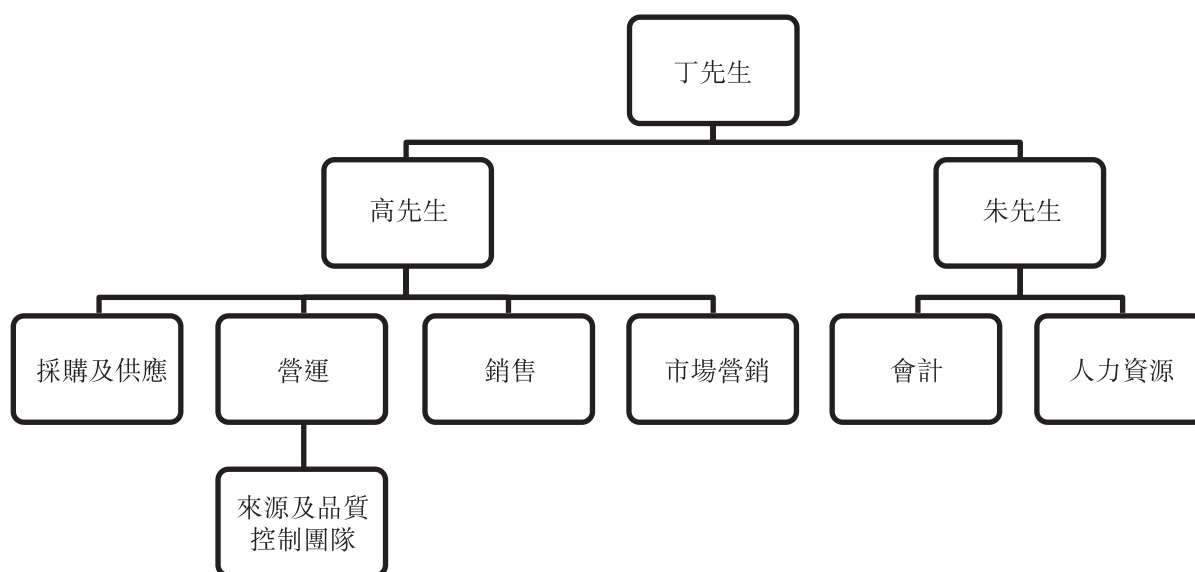 丁先生
高先生
朱先生
採購及供應
營運
銷售
市場營銷
會計
人力資源
來源及品質
控制團隊